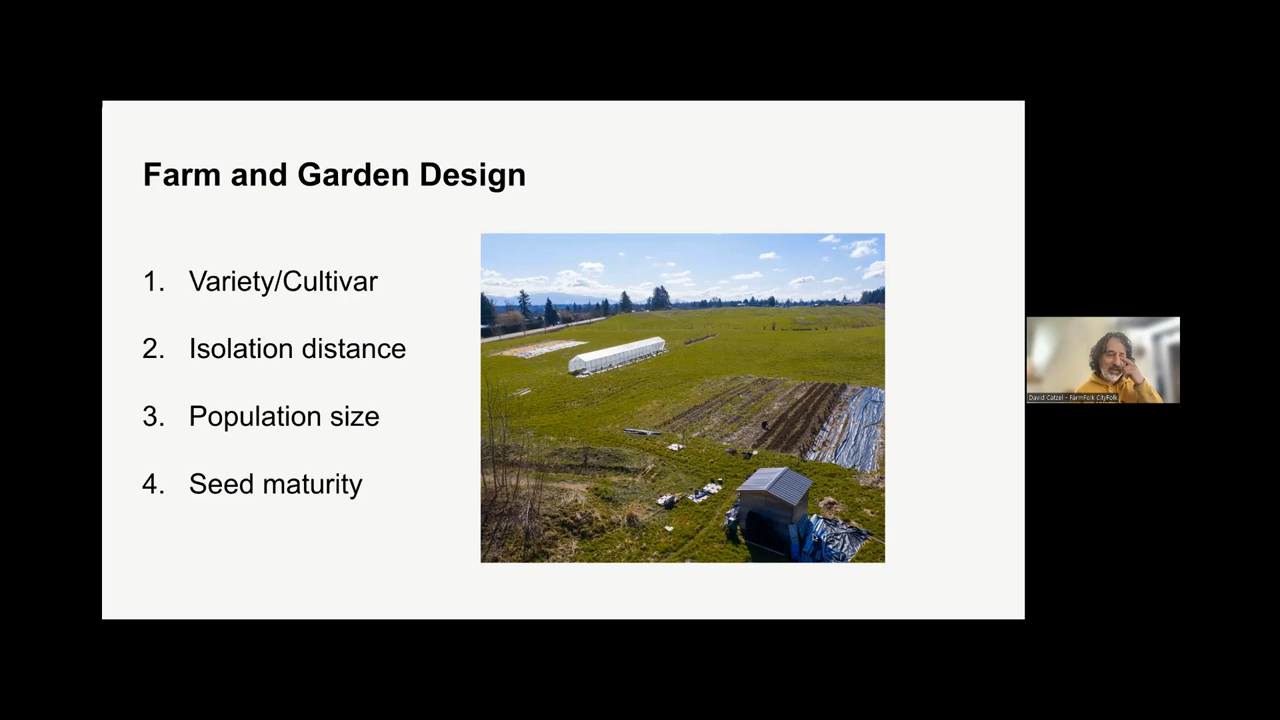 Farm and Garden Design
1. Variety/Cultivar
2. Isolation distance
3. Population size
4. Seed maturity
David Catzel - FarmFolk CityFolk